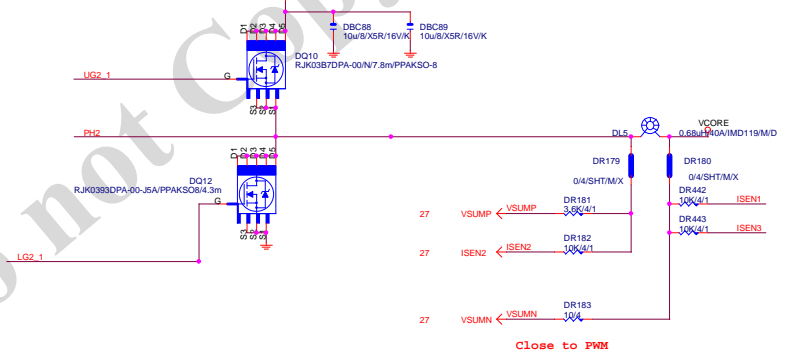 D1
D2
D3
D4
D5
DBC88
10u/8/X5R/16V/K
DBC89
10u/8/X5R/16V/K
DQ10
RJK03B7DPA-00/N/7.8m/PPAKSO-8
UG2_1
G
S3
S2
S1
PH2
DL5
VCORE
0.68uH/40A/IMD119/M/D
D1
D2
D3
D4
D5
DQ12
RJK0393DPA-00-J5A/PPAKSO8/4.3m
G
S3
S2
S1
LG2_1
DR179
0/4/SHT/M/X
DR180
0/4/SHT/M/X
DR442
10K/4/1
ISEN1
DR443
10K/4/1
ISEN3
27 VSUMP VSUMP
DR181
3.6K/4/1
27 ISEN2 ISEN2
DR182
10K/4/1
27 VSUMN VSUMN
DR183
10/4
Close to PWM
o not Copy